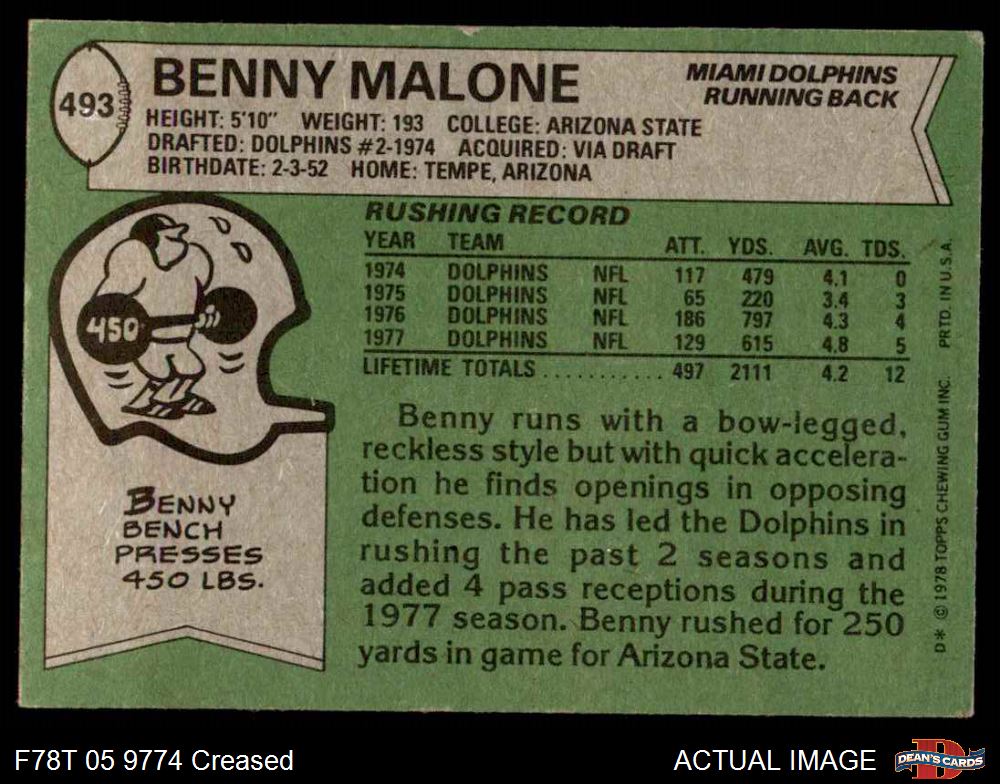 493
BENNY MALONE
MIAMI DOLPHINS
RUNNING BACK
HEIGHT: 5'10" WEIGHT: 193 COLLEGE: ARIZONA STATE
DRAFTED: DOLPHINS #2-1974 ACQUIRED: VIA DRAFT
BIRTHDATE: 2-3-52 HOME: TEMPE, ARIZONA
RUSHING RECORD
YEAR TEAM ATT. YDS. AVG. TDS.
1974 DOLPHINS NFL 117 479 4.1 0
1975 DOLPHINS NFL 65 220 3.4 3
1976 DOLPHINS NFL 186 797 4.3 4
1977 DOLPHINS NFL 129 615 4.8 5
LIFETIME TOTALS ........... 497 2111 4.2 12
450
BENNY
BENCH
PRESSES
450 LBS.
Benny runs with a bow-legged,
reckless style but with quick accelera-
tion he finds openings in opposing
defenses. He has led the Dolphins in
rushing the past 2 seasons and
added 4 pass receptions during the
1977 season. Benny rushed for 250
yards in game for Arizona State.
D* © 1978 TOPPS CHEWING GUM INC. PRTD. IN U.S.A.
F78T 05 9774 Creased
ACTUAL IMAGE
DEAN'S CARDS